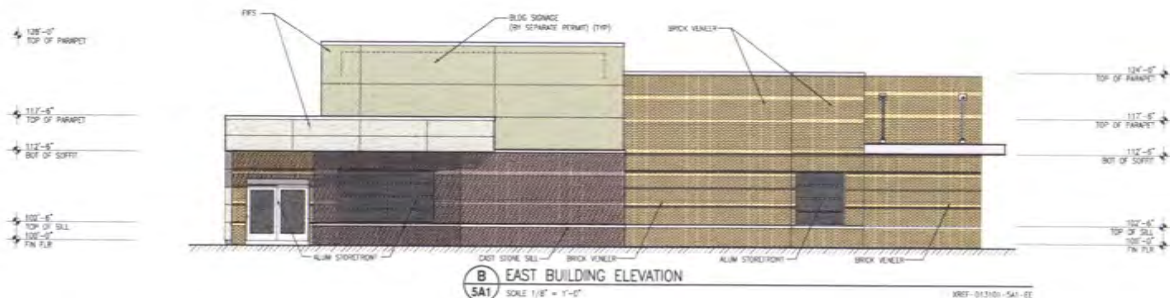 EIFS
BLDG SIGNAGE
(BY SEPARATE PERMIT) (TYP)
BRICK VENEER
128'-0"
TOP OF PARAPET
124'-0"
TOP OF PARAPET
117'-6"
TOP OF PARAPET
117'-6"
TOP OF PARAPET
112'-6"
BOT OF SOFFIT
112'-6"
BOT OF SOFFIT
102'-6"
TOP OF SILL
100'-0"
FIN FLR
102'-6"
TOP OF SILL
100'-0"
FIN FLR
ALUM STOREFRONT
CAST STONE SILL
BRICK VENEER
ALUM STOREFRONT
BRICK VENEER
B
5A1
EAST BUILDING ELEVATION
SCALE 1/8" = 1'-0"
XREF-013101-5A1-EE